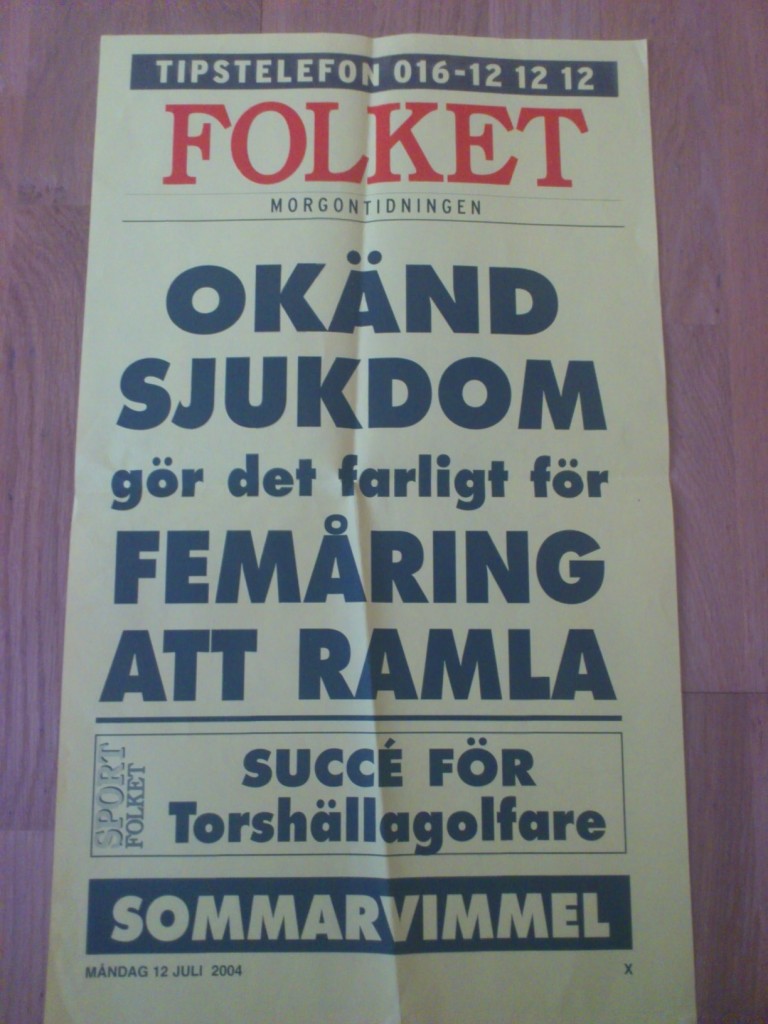 TIPSTELEFON 016-12 12 12
FOLKET
MORGONTIDNINGEN
OKÄND
SJUKDOM
gör det farligt för
FEMÅRING
ATT RAMLA
SPORT
FOLKET
SUCCÉ FÖR
Torshällagolfare
SOMMARVIMMEL
MÅNDAG 12 JULI 2004
X